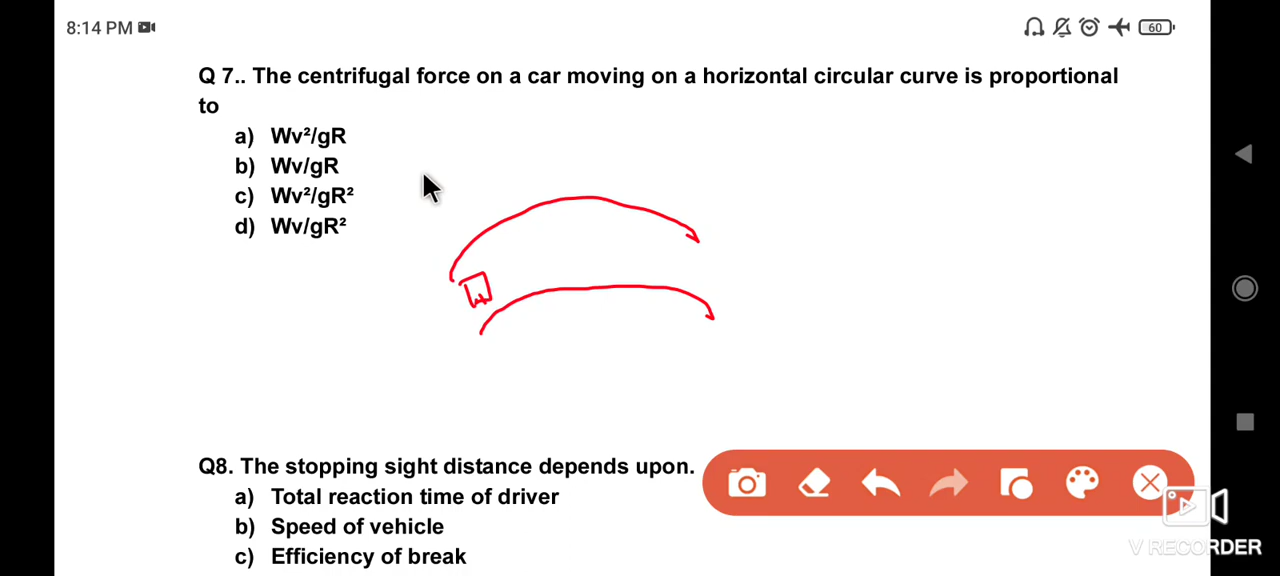 8:14 PM
60
Q 7.. The centrifugal force on a car moving on a horizontal circular curve is proportional
to
a) Wv²/gR
b) Wv/gR
c) Wv²/gR²
d) Wv/gR²
Q8. The stopping sight distance depends upon.
a) Total reaction time of driver
b) Speed of vehicle
c) Efficiency of break
V RECORDER